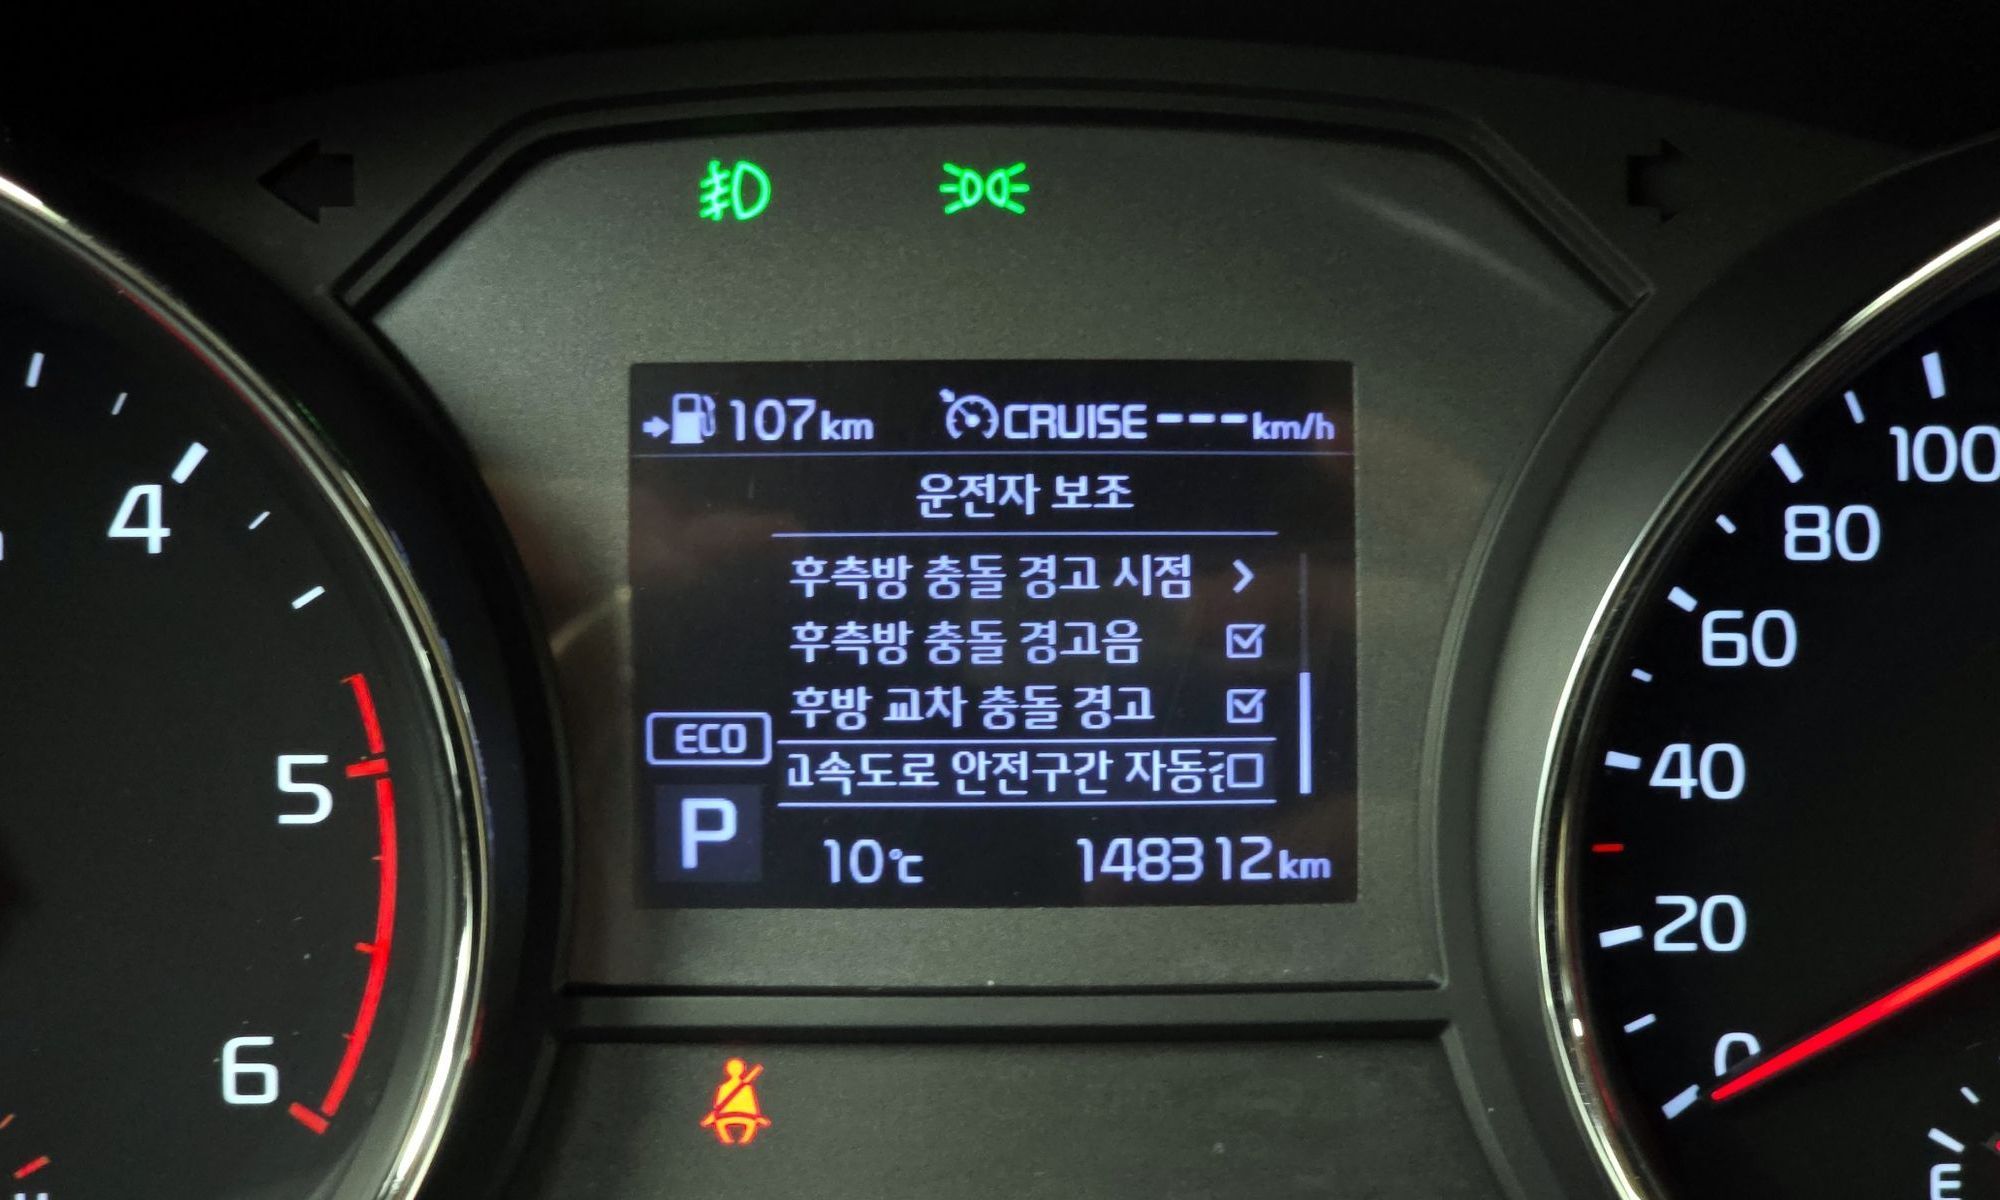 107km CRUISE ---km/h
운전자 보조
후측방 충돌 경고 시점 >
후측방 충돌 경고음
후방 교차 충돌 경고
고속도로 안전구간 자동
ECO
P
10℃ 148312km
4
5
6
100
80
60
40
20
0
E